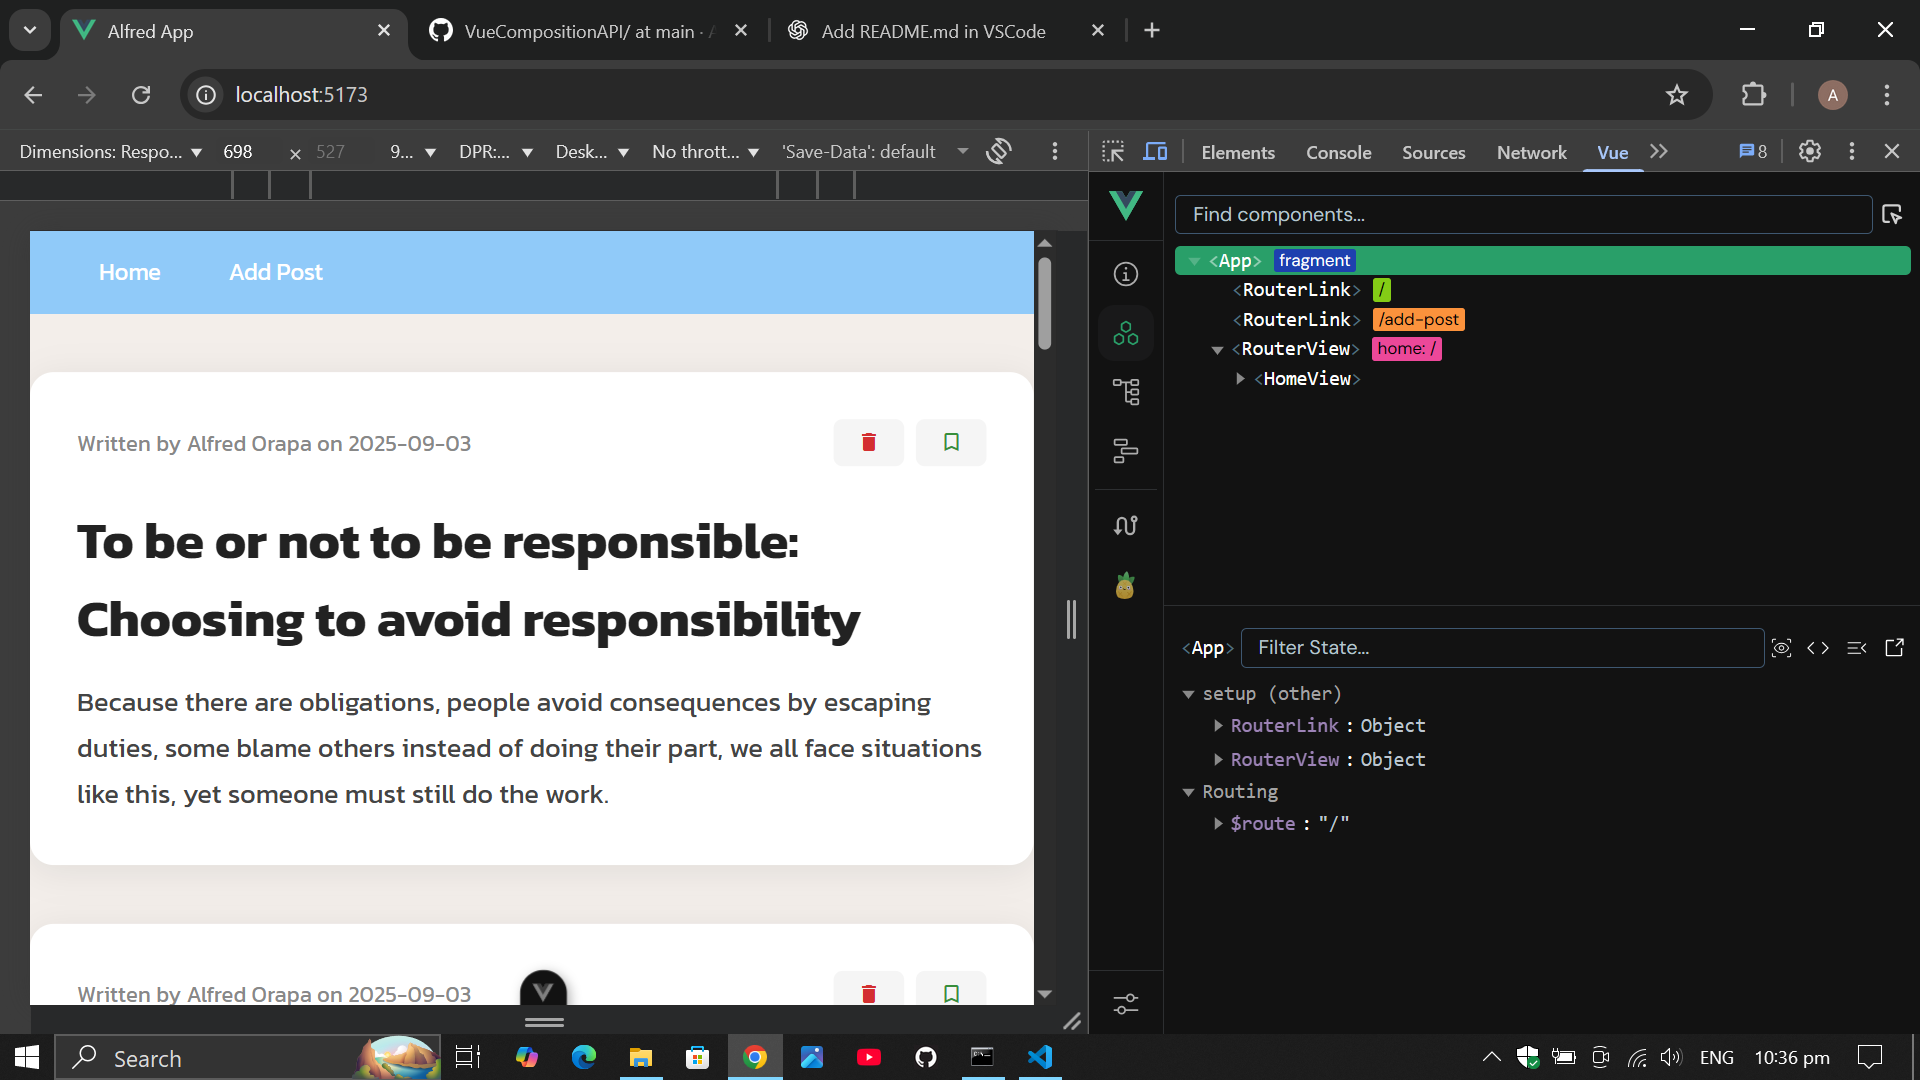 Alfred App
VueCompositionAPI/ at main · A
Add README.md in VSCode
localhost:5173
A
Dimensions: Respo... 698 × 527 9... DPR:... Desk... No thrott... 'Save-Data': default
Elements Console Sources Network Vue 8
Home Add Post
Find components...
<App> fragment
<RouterLink> /
<RouterLink> /add-post
<RouterView> home: /
<HomeView>
Written by Alfred Orapa on 2025-09-03
To be or not to be responsible:
Choosing to avoid responsibility
Because there are obligations, people avoid consequences by escaping
duties, some blame others instead of doing their part, we all face situations
like this, yet someone must still do the work.
Written by Alfred Orapa on 2025-09-03
<App> Filter State...
setup (other)
RouterLink : Object
RouterView : Object
Routing
$route : "/"
Search
ENG 10:36 pm